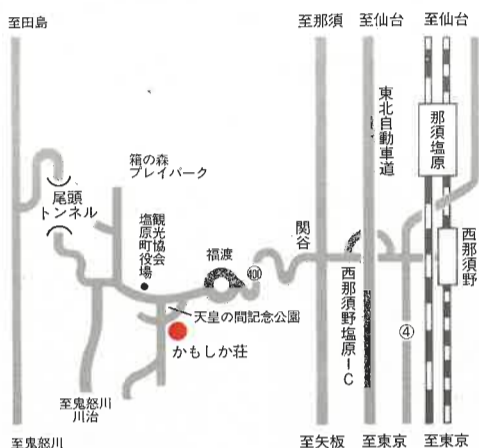 至田島
至那須
至仙台
至仙台
東北自動車道
那須塩原
箱の森
プレイパーク
尾頭
トンネル
観光協会
塩原町役場
福渡
関谷
400
西那須野
西那須野塩原IC
天皇の間記念公園
4
かもしか荘
至鬼怒川
川治
至鬼怒川
至矢板
至東京
至東京